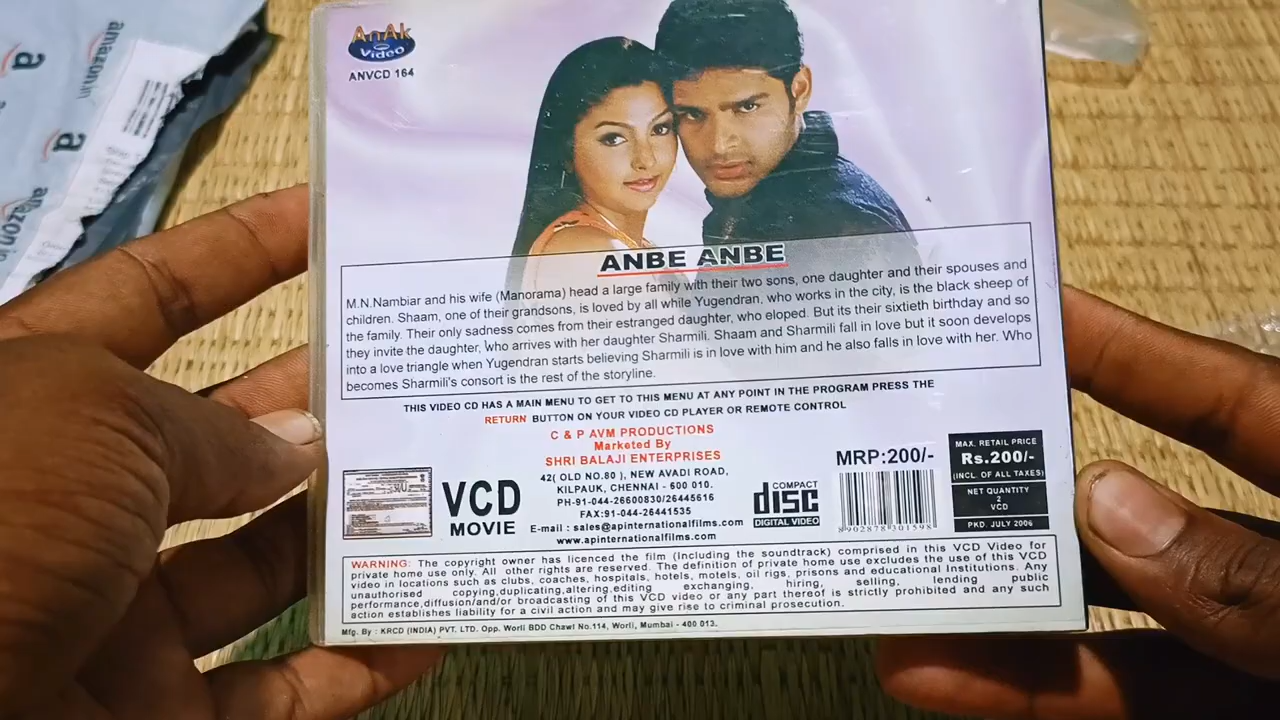 amazon.in
a
a
amazon.in
AnAk
Video
ANVCD 164
ANBE ANBE
M.N.Nambiar and his wife (Manorama) head a large family with their two sons, one daughter and their spouses and
children. Shaam, one of their grandsons, is loved by all while Yugendran, who works in the city, is the black sheep of
the family. Their only sadness comes from their estranged daughter, who eloped. But its their sixtieth birthday and so
they invite the daughter, who arrives with her daughter Sharmili. Shaam and Sharmili fall in love but it soon develops
into a love triangle when Yugendran starts believing Sharmili is in love with him and he also falls in love with her. Who
becomes Sharmili's consort is the rest of the storyline.
THIS VIDEO CD HAS A MAIN MENU TO GET TO THIS MENU AT ANY POINT IN THE PROGRAM PRESS THE
RETURN BUTTON ON YOUR VIDEO CD PLAYER OR REMOTE CONTROL
C & P AVM PRODUCTIONS
Marketed By
SHRI BALAJI ENTERPRISES
42( OLD NO.80 ), NEW AVADI ROAD,
KILPAUK, CHENNAI - 600 010.
PH-91-044-26600830/26445616
FAX:91-044-26441535
E-mail : sales@apinternationalfilms.com
www.apinternationalfilms.com
VCD
MOVIE
COMPACT
disc
DIGITAL VIDEO
MRP:200/-
8902878301598
MAX. RETAIL PRICE
Rs.200/-
(INCL. OF ALL TAXES)
NET QUANTITY
2
VCD
PKD. JULY 2006
WARNING: The copyright owner has licenced the film (Including the soundtrack) comprised in this VCD Video for
private home use only. All other rights are reserved. The definition of private home use excludes the use of this VCD
video in locations such as clubs, coaches, hospitals, hotels, motels, oil rigs, prisons and educational Institutions. Any
unauthorised copying,duplicating,altering,editing exchanging, hiring, selling, lending public
performance,diffusion/and/or broadcasting of this VCD video or any part thereof is strictly prohibited and any such
action establishes liability for a civil action and may give rise to criminal prosecution.
Mfg. By : KRCD (INDIA) PVT. LTD. Opp. Worli BDD Chawl No.114, Worli, Mumbai - 400 013.